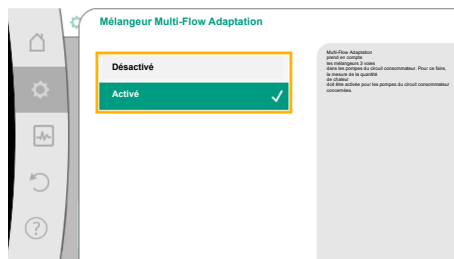 Mélangeur Multi-Flow Adaptation
Désactivé
Activé
Multi-Flow Adaptation
prend en compte
les mélangeurs 3 voies
dans les pompes du circuit consommateur. Pour ce faire,
la mesure de la quantité
de chaleur
doit être activée pour les pompes du circuit consommateur
concernées.